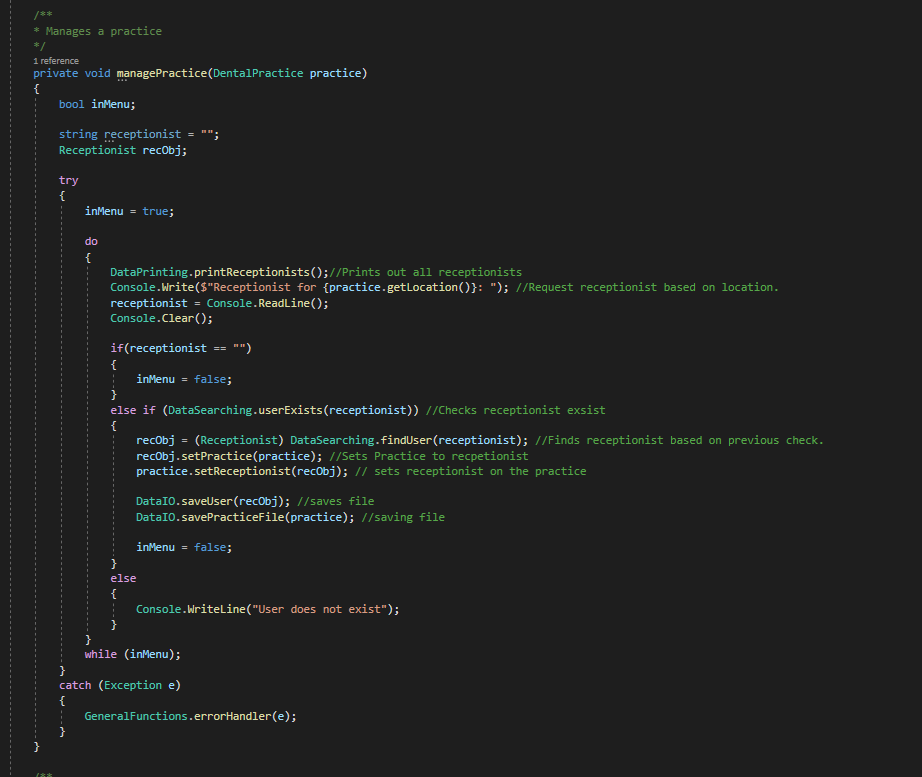 /**
* Manages a practice
*/
1 reference
private void managePractice(DentalPractice practice)
{
bool inMenu;
string receptionist = "";
Receptionist recObj;
try
{
inMenu = true;
do
{
DataPrinting.printReceptionists();//Prints out all receptionists
Console.Write($"Receptionist for {practice.getLocation()}: "); //Request receptionist based on location.
receptionist = Console.ReadLine();
Console.Clear();
if(receptionist == "")
{
inMenu = false;
}
else if (DataSearching.userExists(receptionist)) //Checks receptionist exsist
{
recObj = (Receptionist) DataSearching.findUser(receptionist); //Finds receptionist based on previous check.
recObj.setPractice(practice); //Sets Practice to recpetionist
practice.setReceptionist(recObj); // sets receptionist on the practice
DataIO.saveUser(recObj); //saves file
DataIO.savePracticeFile(practice); //saving file
inMenu = false;
}
else
{
Console.WriteLine("User does not exist");
}
}
while (inMenu);
}
catch (Exception e)
{
GeneralFunctions.errorHandler(e);
}
}
/**